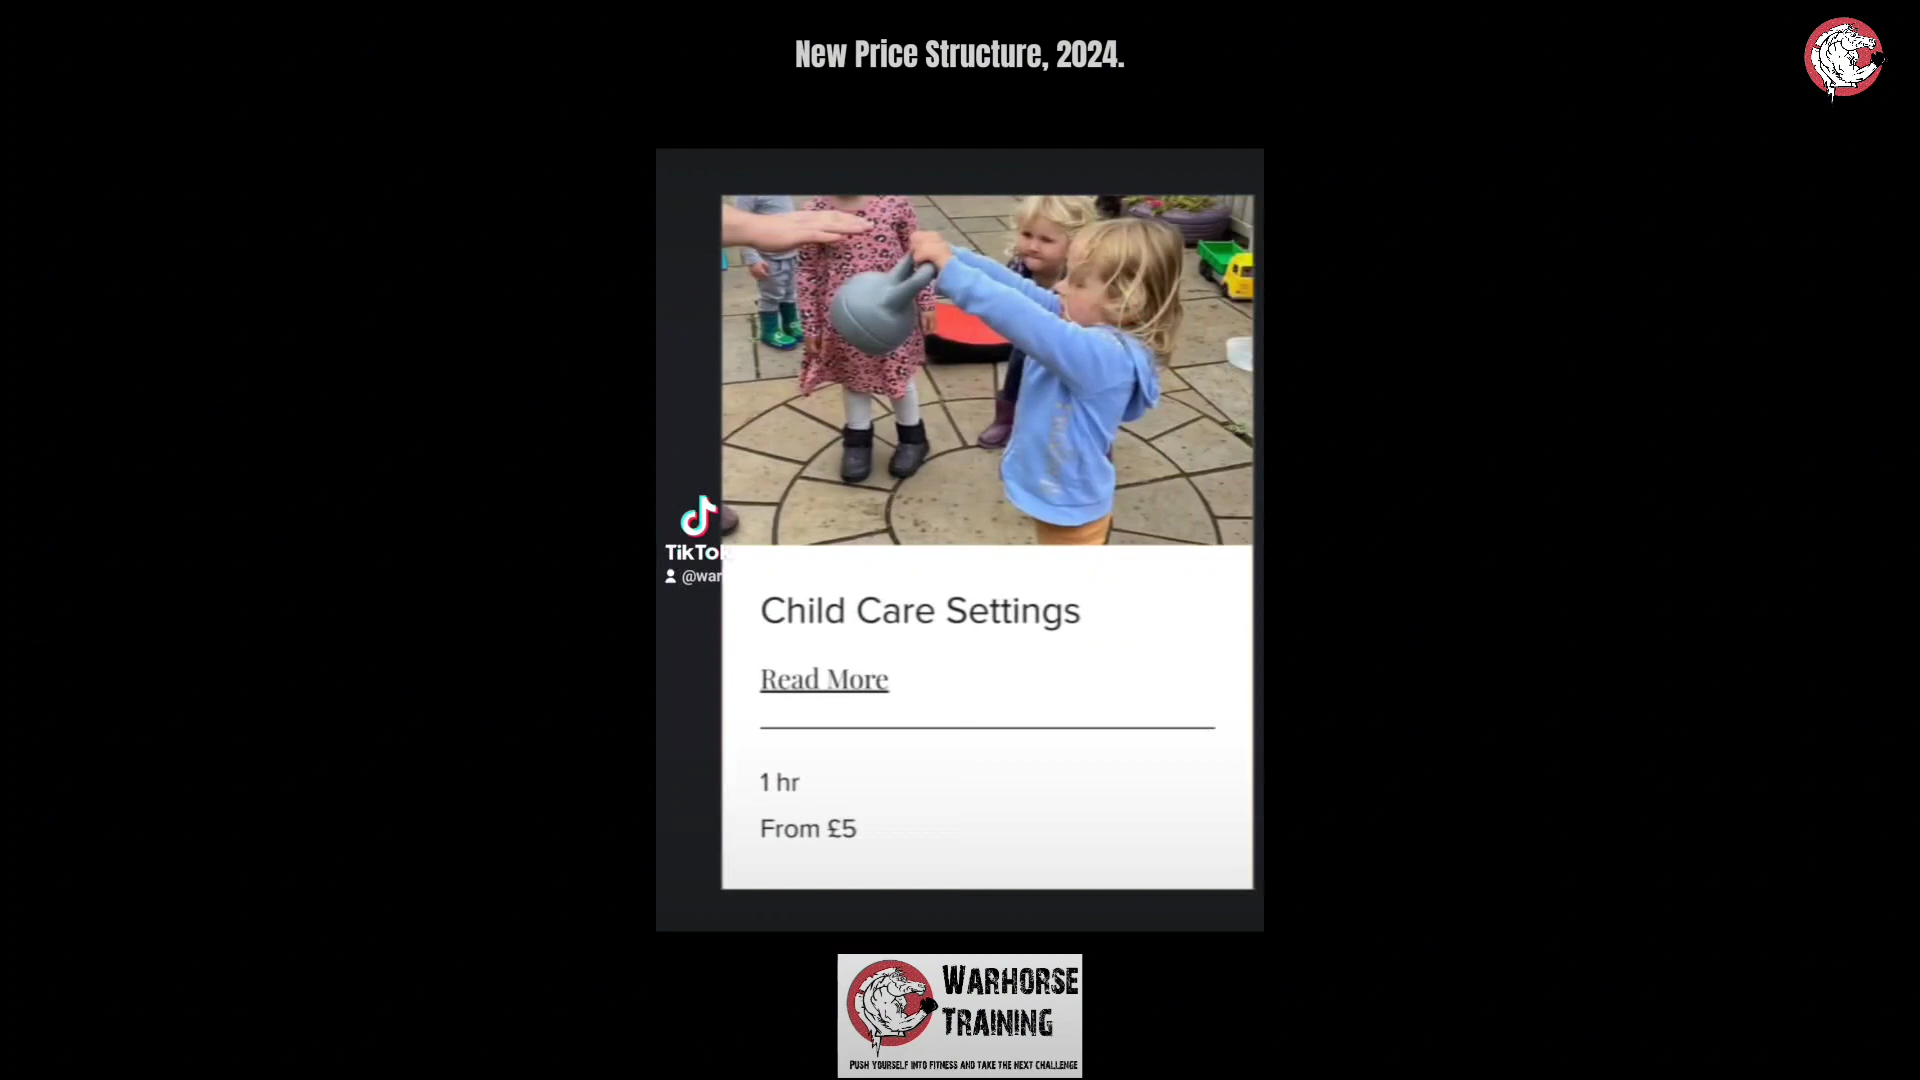 New Price Structure, 2024.
TikTok
@war
Child Care Settings
Read More
1 hr
From £5
WARHORSE
TRAINING
PUSH YOURSELF INTO FITNESS AND TAKE THE NEXT CHALLENGE